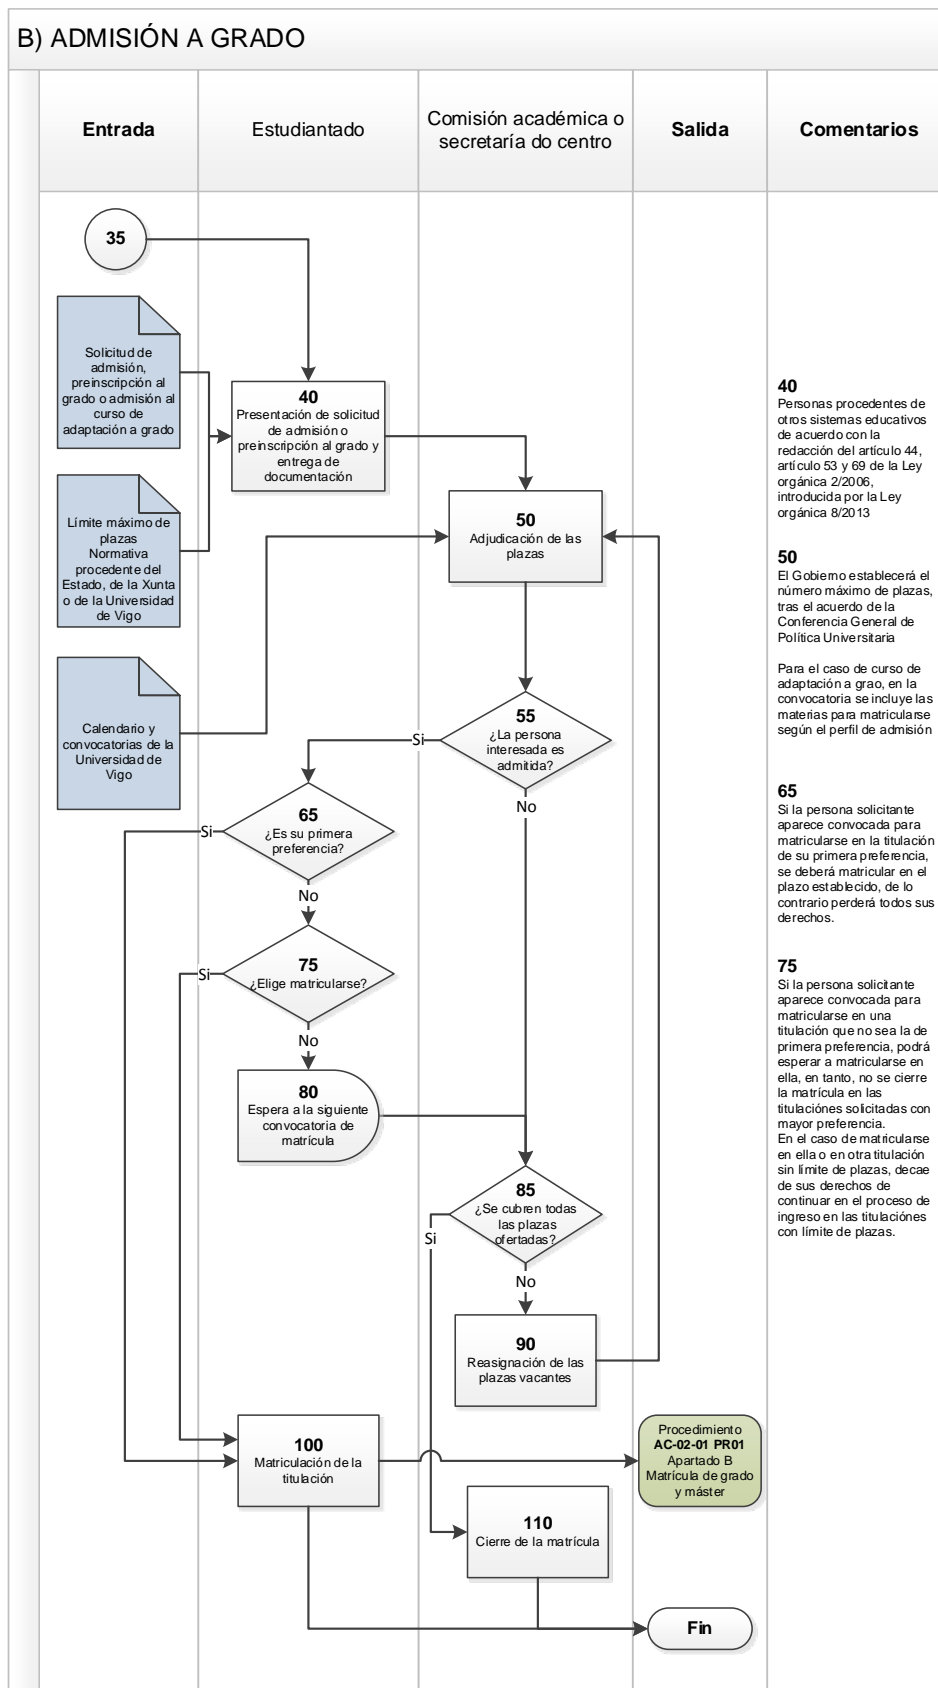 B) ADMISIÓN A GRADO
Entrada
Estudiantado
Comisión académica o
secretaría do centro
Salida
Comentarios
35
Solicitud de
admisión,
preinscripción al
grado o admisión al
curso de
adaptación a grado
40
Presentación de solicitud
de admisión o
preinscripción al grado y
entrega de
documentación
Límite máximo de
plazas
Normativa
procedente del
Estado, de la Xunta
o de la Universidad
de Vigo
50
Adjudicación de las
plazas
Calendario y
convocatorias de la
Universidad de
Vigo
55
¿La persona
interesada es
admitida?
Si
No
65
¿Es su primera
preferencia?
Si
No
75
¿Elige matricularse?
Si
No
80
Espera a la siguiente
convocatoria de
matrícula
85
¿Se cubren todas
las plazas
ofertadas?
Si
No
90
Reasignación de las
plazas vacantes
100
Matriculación de la
titulación
Procedimiento
AC-02-01 PR01
Apartado B
Matrícula de grado
y máster
110
Cierre de la matrícula
Fin
40
Personas procedentes de
otros sistemas educativos
de acuerdo con la
redacción del artículo 44,
artículo 53 y 69 de la Ley
orgánica 2/2006,
introducida por la Ley
orgánica 8/2013
50
El Gobierno establecerá el
número máximo de plazas,
tras el acuerdo de la
Conferencia General de
Política Universitaria
Para el caso de curso de
adaptación a grao, en la
convocatoria se incluye las
materias para matricularse
según el perfil de admisión
65
Si la persona solicitante
aparece convocada para
matricularse en la titulación
de su primera preferencia,
se deberá matricular en el
plazo establecido, de lo
contrario perderá todos sus
derechos.
75
Si la persona solicitante
aparece convocada para
matricularse en una
titulación que no sea la de
primera preferencia, podrá
esperar a matricularse en
ella, en tanto, no se cierre
la matrícula en las
titulaciónes solicitadas con
mayor preferencia.
En el caso de matricularse
en ella o en otra titulación
sin límite de plazas, decae
de sus derechos de
continuar en el proceso de
ingreso en las titulaciónes
con límite de plazas.